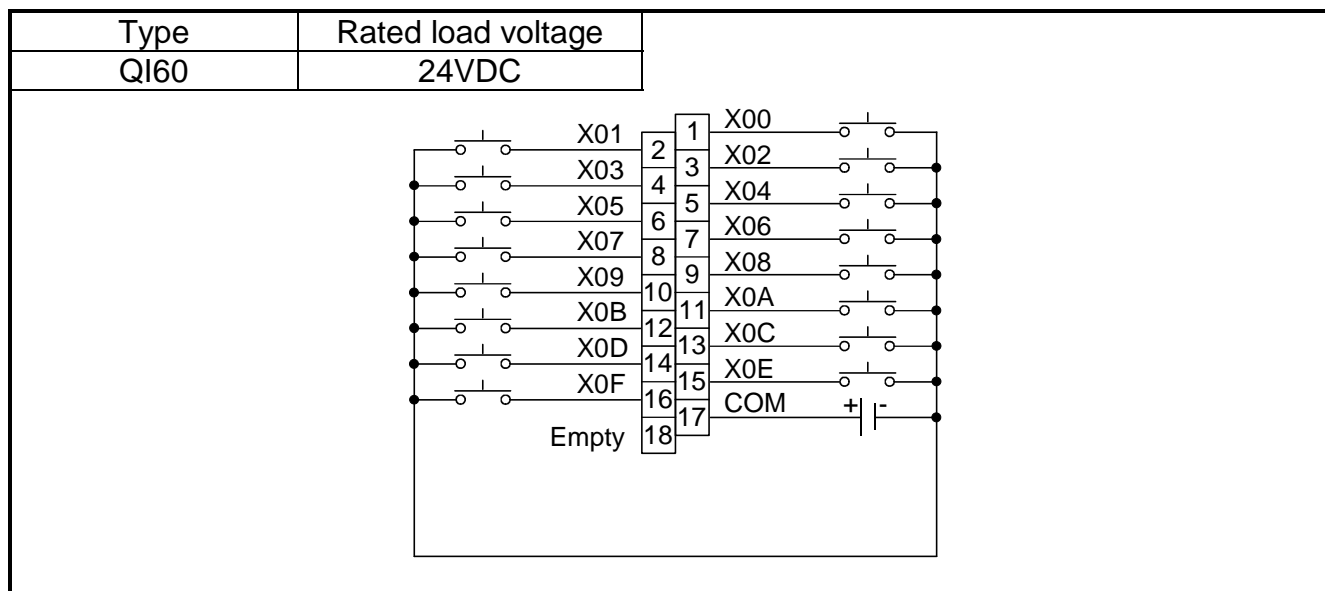 Type Rated load voltage
QI60 24VDC
1 X00
X01 2
3 X02
X03 4
5 X04
X05 6
7 X06
X07 8
9 X08
X09 10
11 X0A
X0B 12
13 X0C
X0D 14
15 X0E
X0F 16
17 COM + -
Empty 18